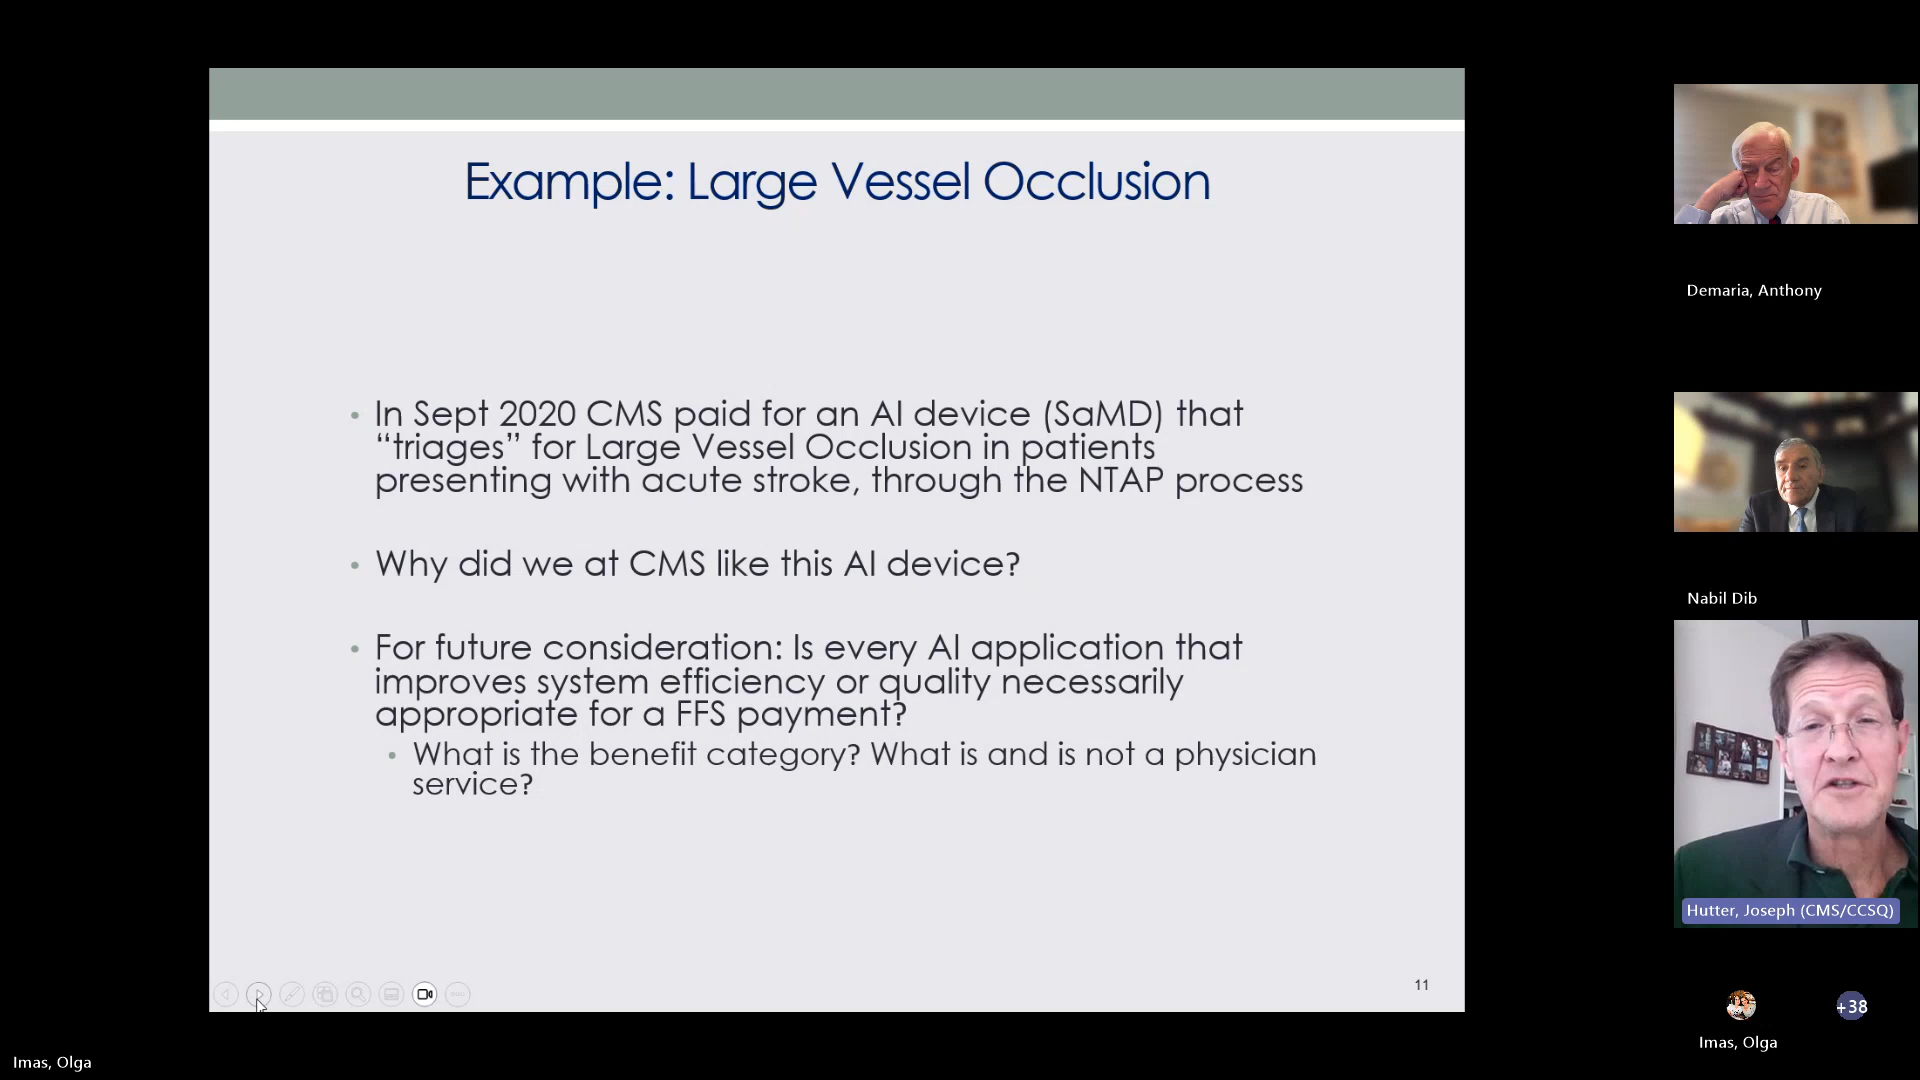 Example: Large Vessel Occlusion
• In Sept 2020 CMS paid for an AI device (SaMD) that
“triages” for Large Vessel Occlusion in patients
presenting with acute stroke, through the NTAP process
• Why did we at CMS like this AI device?
• For future consideration: Is every AI application that
improves system efficiency or quality necessarily
appropriate for a FFS payment?
• What is the benefit category? What is and is not a physician
service?
11
Demaria, Anthony
Nabil Dib
Hutter, Joseph (CMS/CCSQ)
+38
Imas, Olga
Imas, Olga